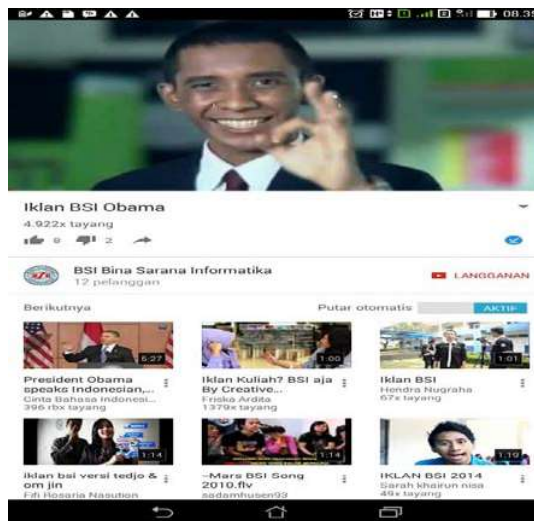 08.35
Iklan BSI Obama
4.922x tayang
8 2
BSI Bina Sarana Informatika
12 pelanggan
LANGGANAN
Berikutnya
Putar otomatis AKTIF
5:27
President Obama
speaks Indonesian,...
Cinta Bahasa Indonesi...
396 rbx tayang
1:00
Iklan Kuliah? BSI aja
By Creative...
Friska Ardita
1379x tayang
1:01
Iklan BSI
Hendra Nugraha
67x tayang
1:14
iklan bsi versi tedjo &
om jin
Fifi Rosaria Nasution
1:14
~Mars BSI Song
2010.flv
sadamhusen93
1:19
IKLAN BSI 2014
Sarah khairun nisa
49x tayang